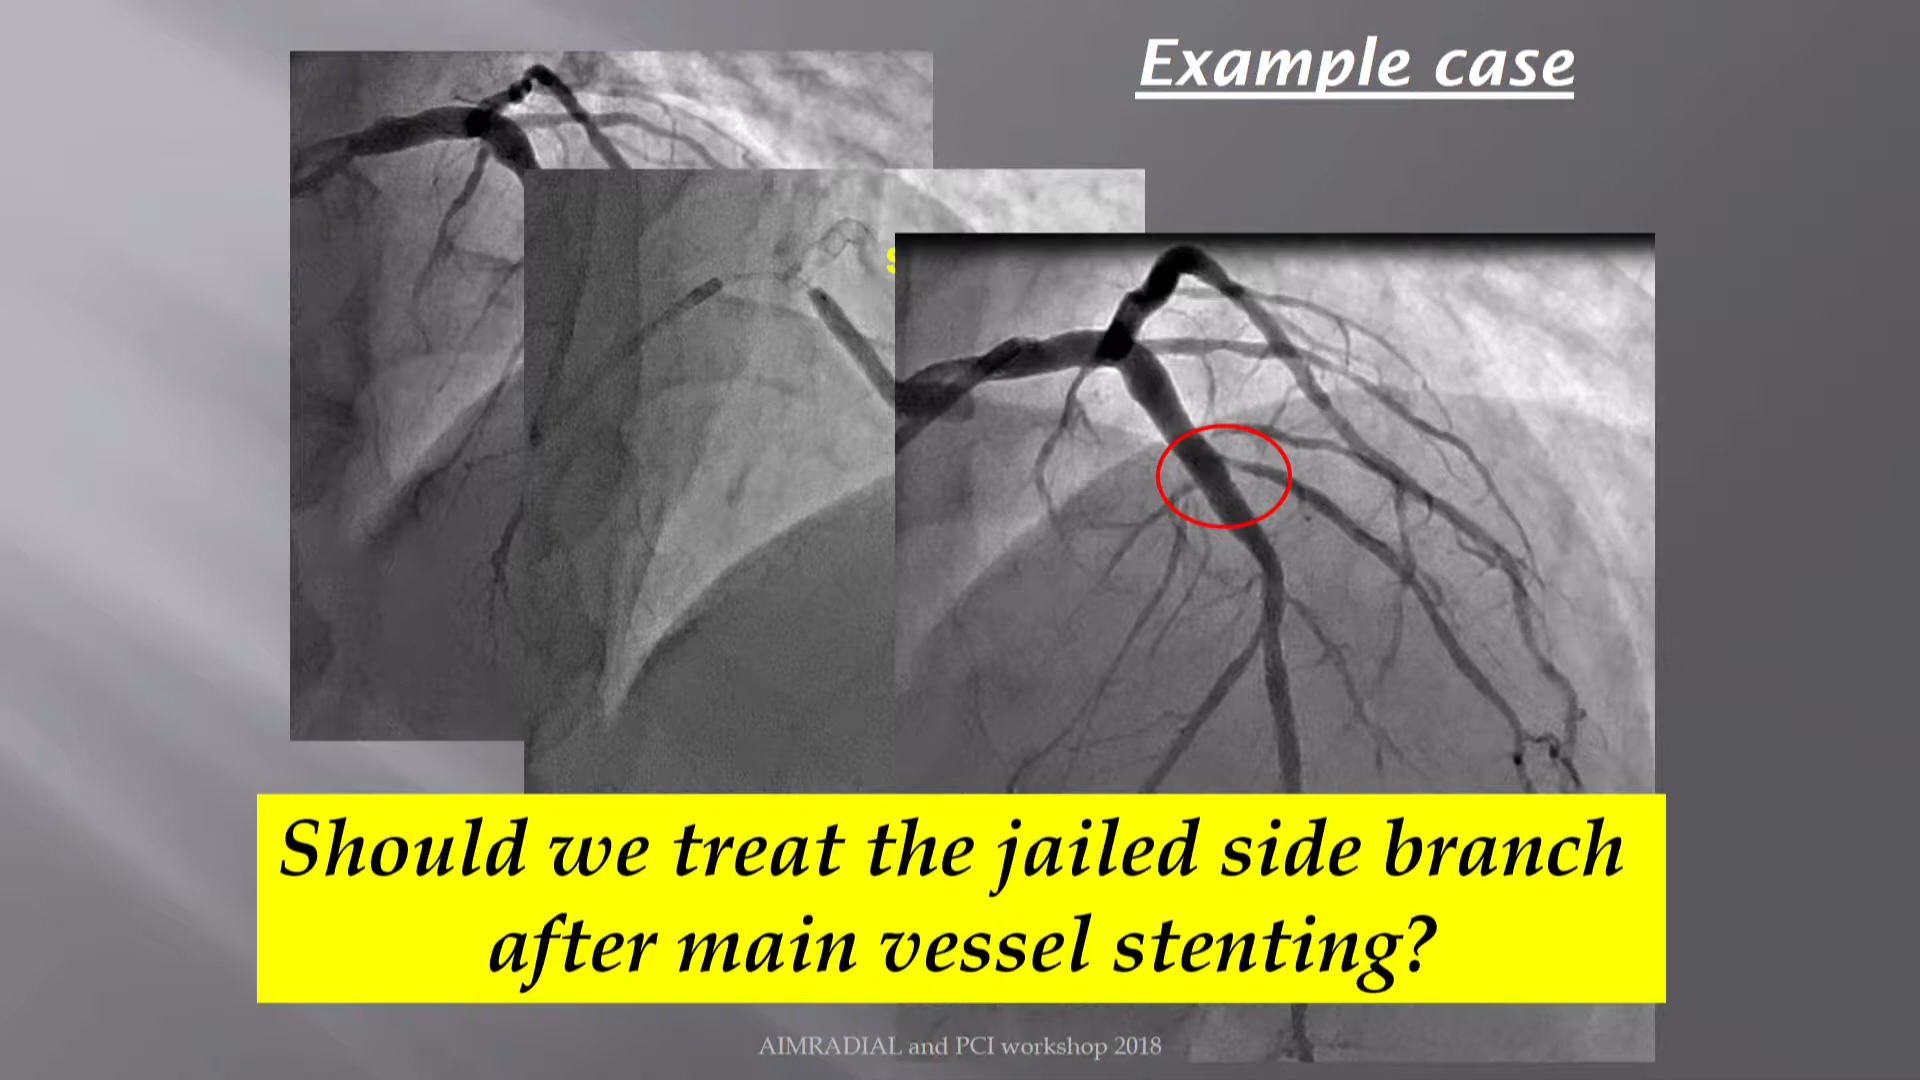 Example case
Should we treat the jailed side branch
after main vessel stenting?
AIMRADIAL and PCI workshop 2018